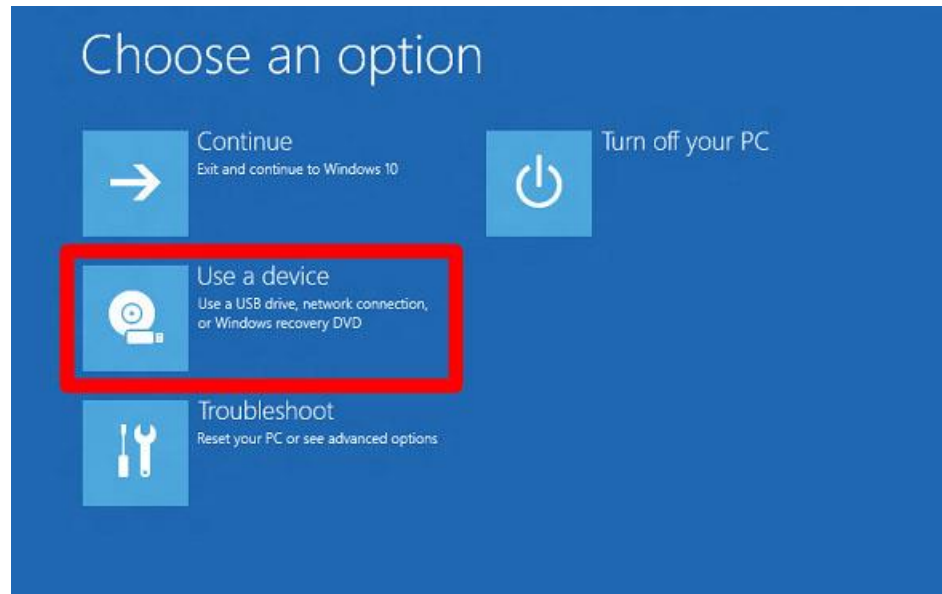 Choose an option
Continue
Exit and continue to Windows 10
Turn off your PC
Use a device
Use a USB drive, network connection,
or Windows recovery DVD
Troubleshoot
Reset your PC or see advanced options